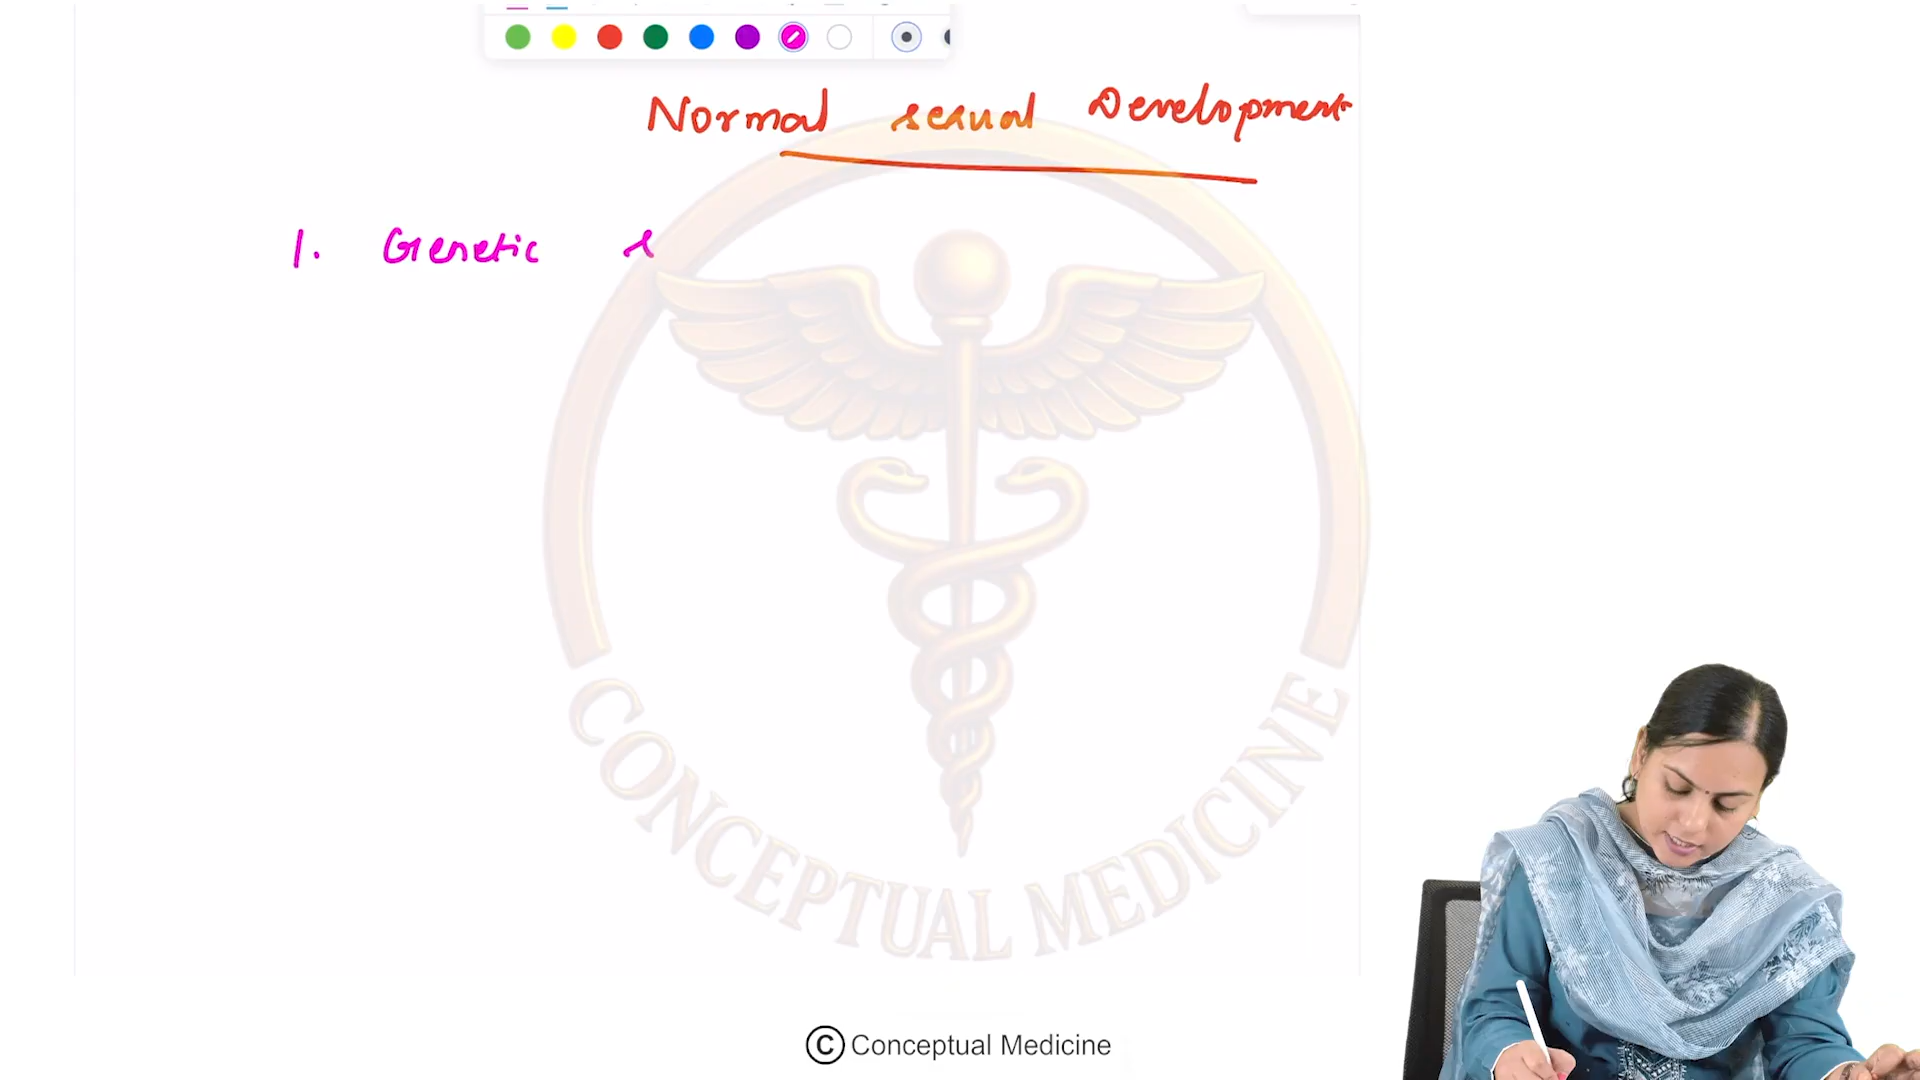 Normal sexual Development
1. Genetic s
CONCEPTUAL MEDICINE
© Conceptual Medicine